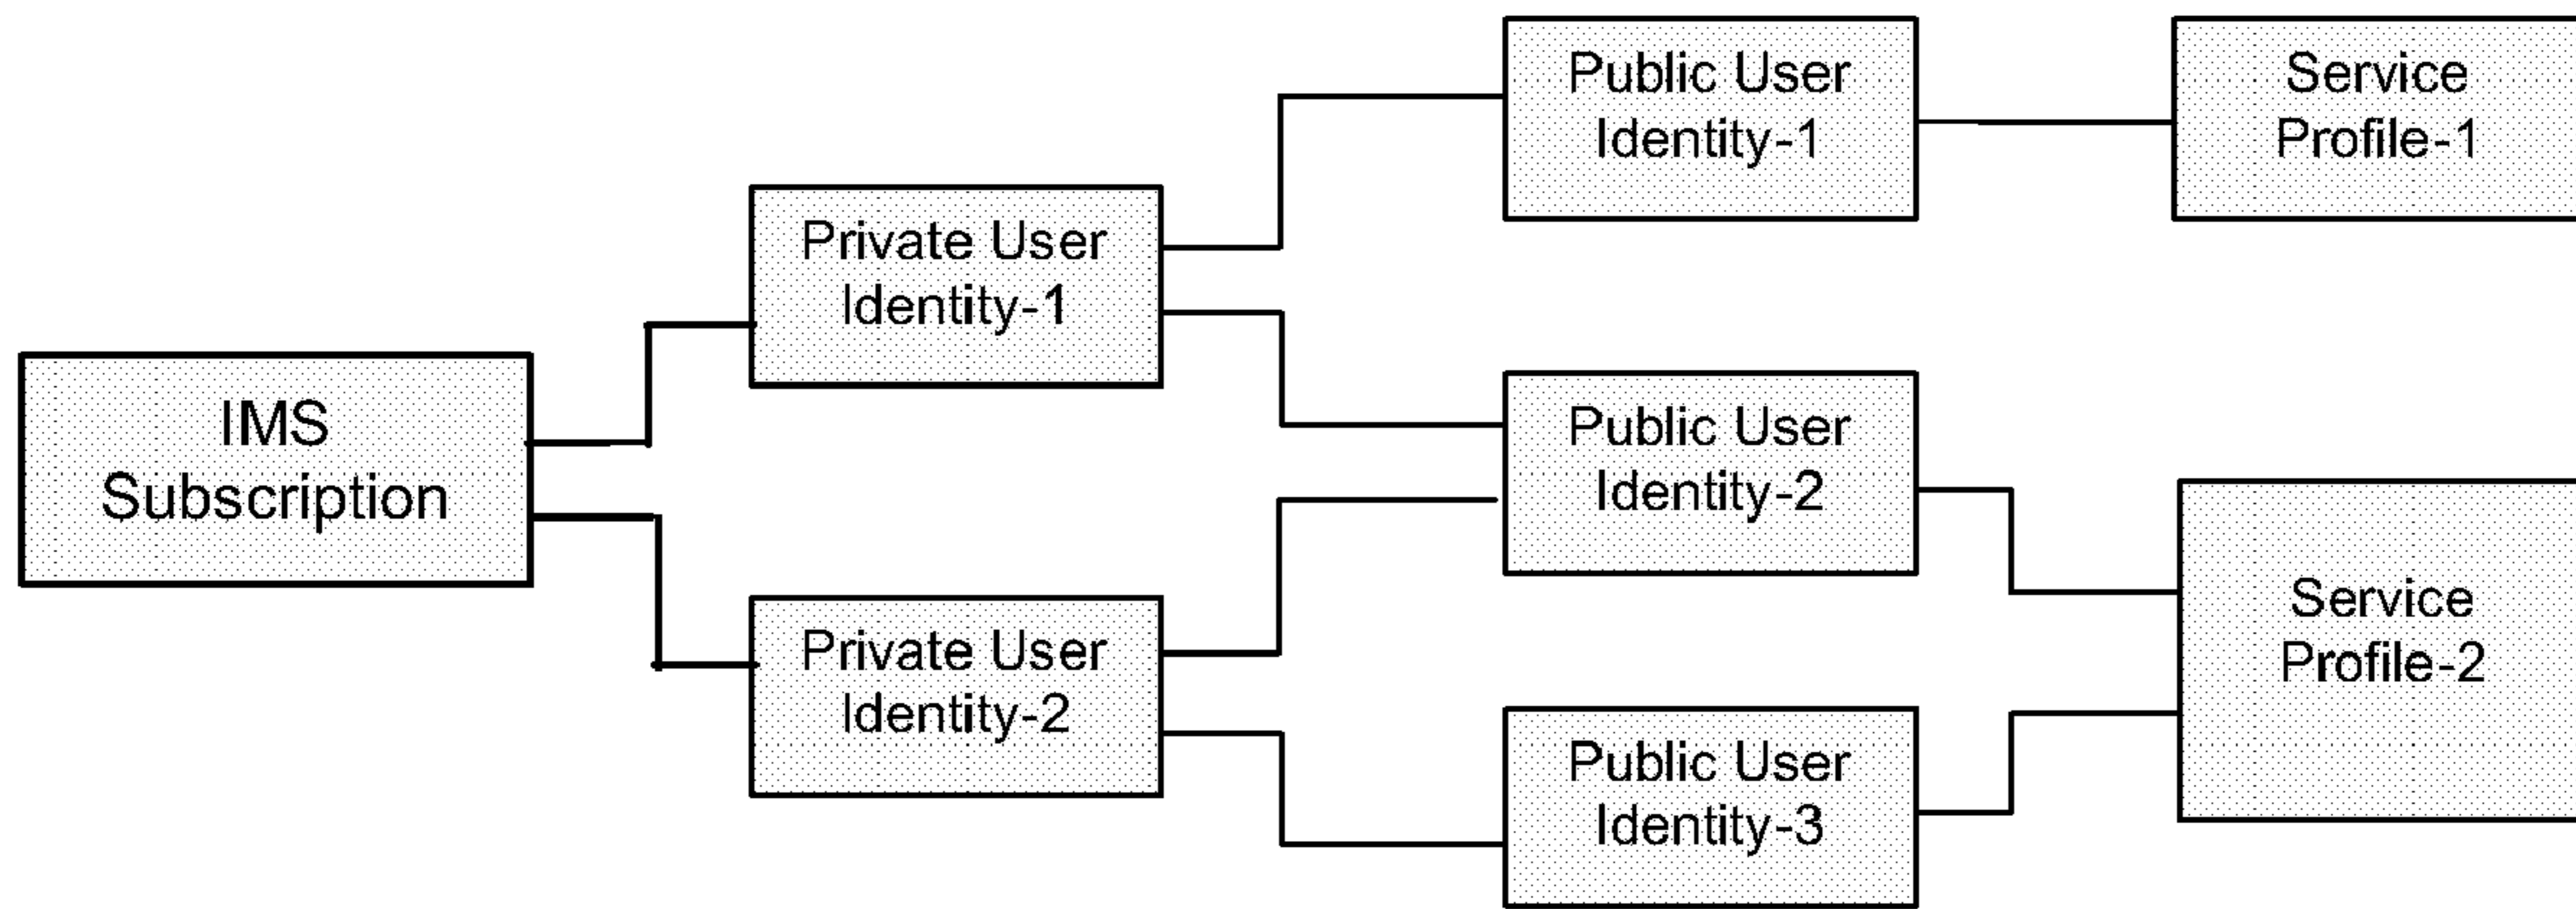 IMS
Subscription
Private User
Identity-1
Private User
Identity-2
Public User
Identity-1
Public User
Identity-2
Public User
Identity-3
Service
Profile-1
Service
Profile-2